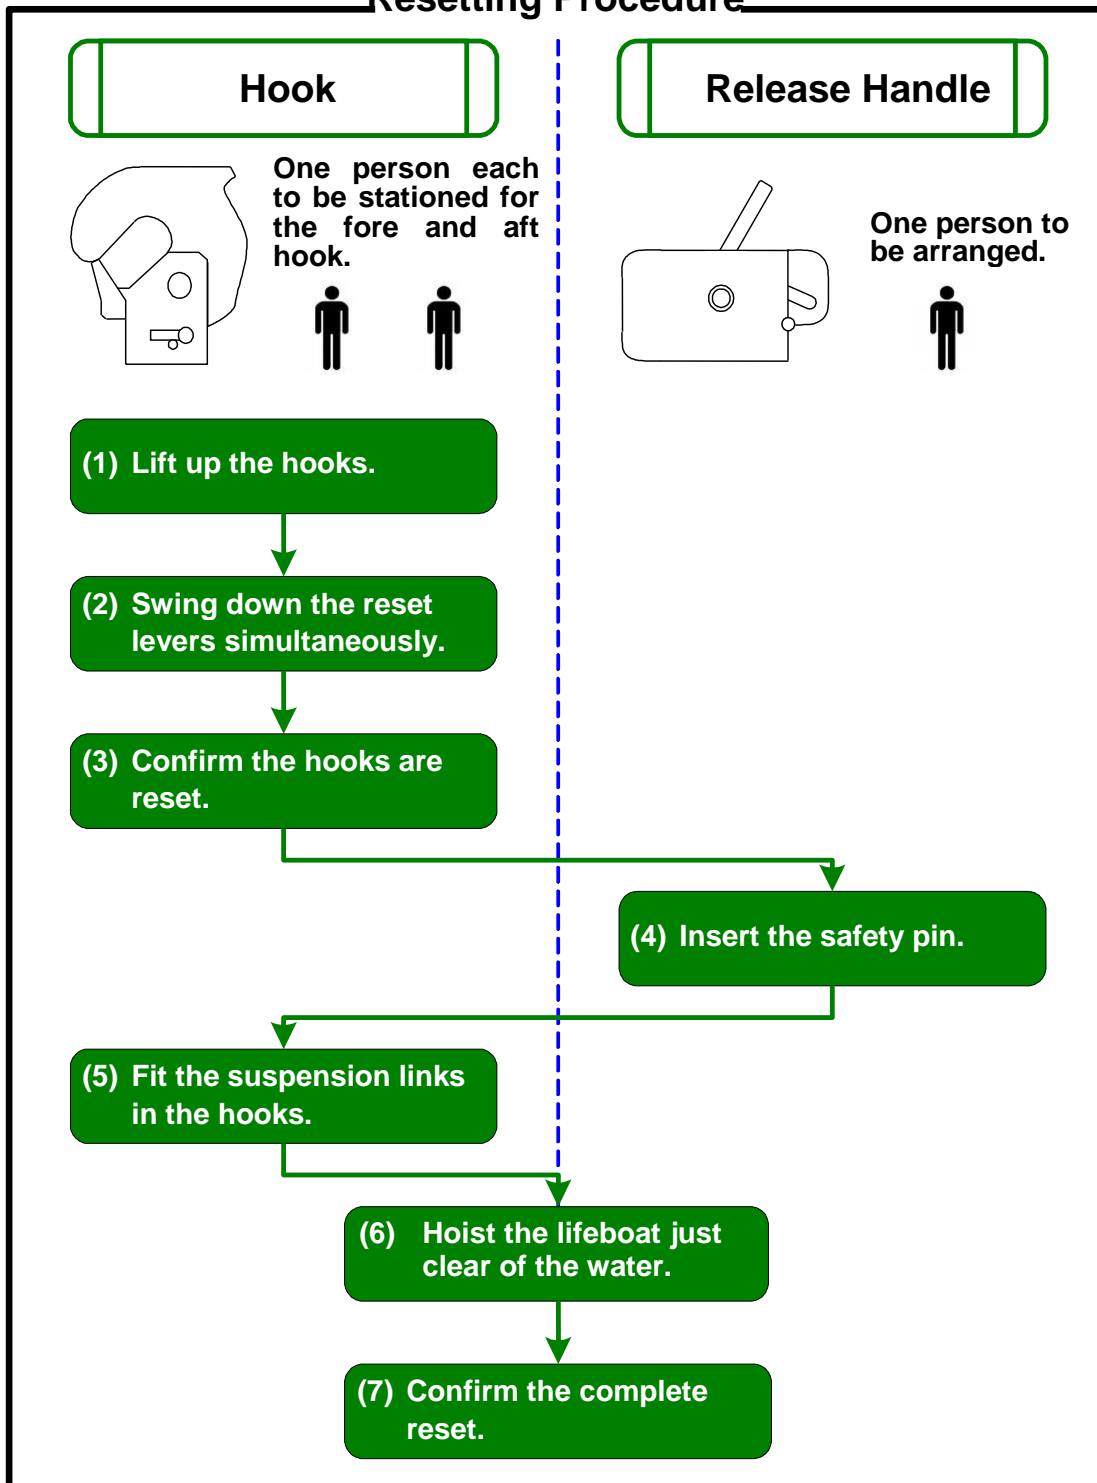 Resetting Procedure
Hook
Release Handle
One person each
to be stationed for
the fore and aft
hook.
One person to
be arranged.
(1) Lift up the hooks.
(2) Swing down the reset
levers simultaneously.
(3) Confirm the hooks are
reset.
(4) Insert the safety pin.
(5) Fit the suspension links
in the hooks.
(6) Hoist the lifeboat just
clear of the water.
(7) Confirm the complete
reset.